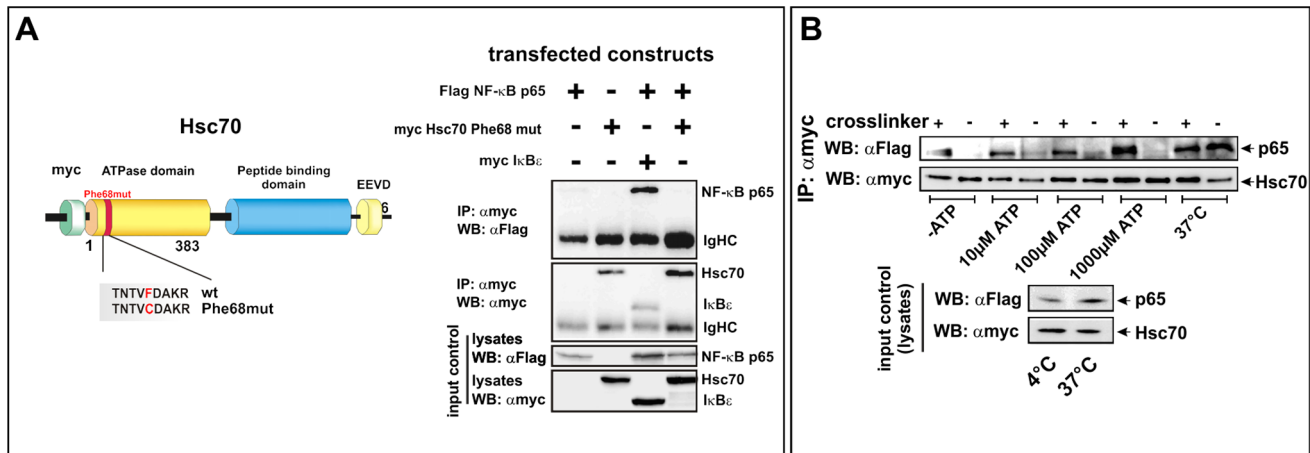 A
transfected constructs
Flag NF-κB p65 + - + +
myc Hsc70 Phe68 mut - + - +
myc IκBε - - + -
Hsc70
myc ATPase domain Peptide binding domain EEVD
Phe68mut
6
1 383
TNTVFDAKR wt
TNTVCDAKR Phe68mut
NF-κB p65
IP: αmyc
WB: αFlag
IgHC
Hsc70
IP: αmyc
WB: αmyc
IκBε
IgHC
input control
lysates
WB: αFlag
NF-κB p65
lysates
WB: αmyc
Hsc70
IκBε
B
IP: αmyc
crosslinker + - + - + - + - + -
WB: αFlag p65
WB: αmyc Hsc70
-ATP 10μM ATP 100μM ATP 1000μM ATP 37°C
input control
(lysates)
WB: αFlag p65
WB: αmyc Hsc70
4°C 37°C